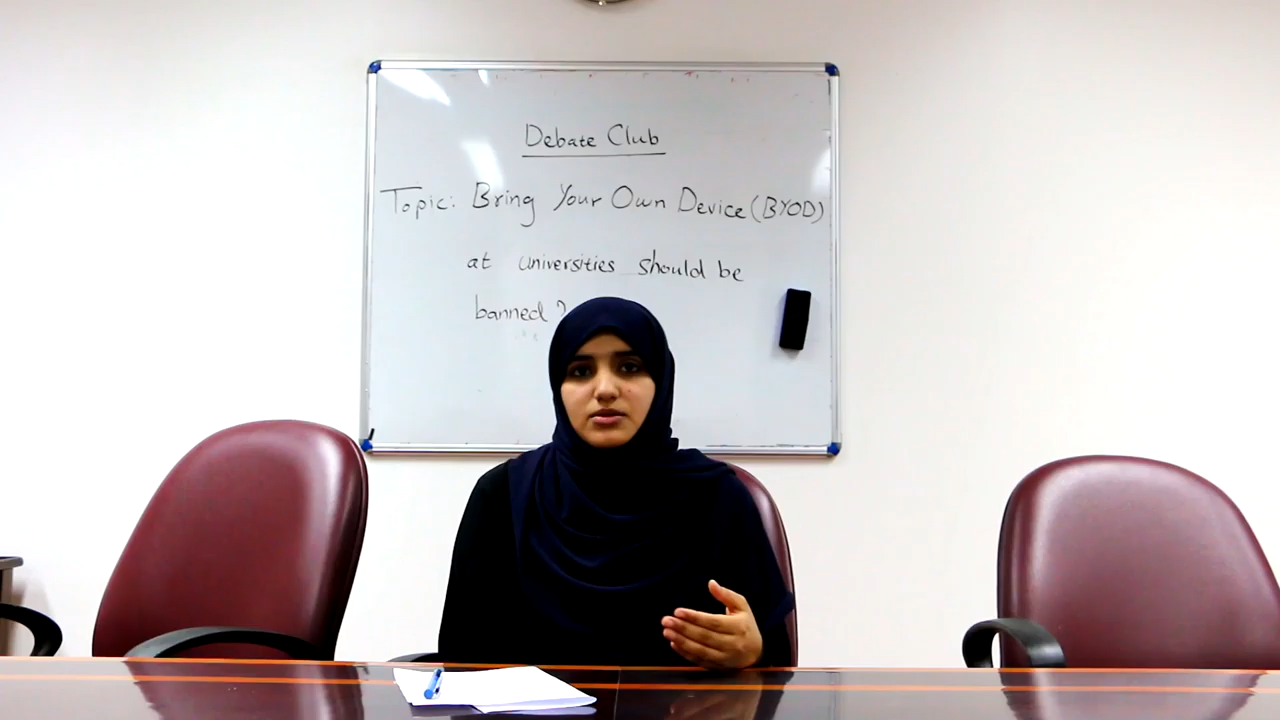 Debate Club
Topic: Bring Your Own Device (BYOD)
at universities should be
banned?